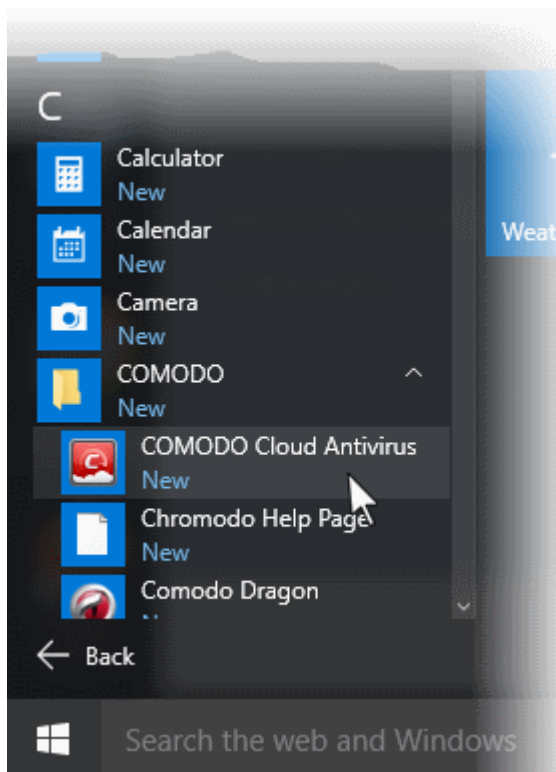 C
Calculator
New
Calendar
New
Camera
New
COMODO
New
COMODO Cloud Antivirus
New
Chromodo Help Page
New
Comodo Dragon
Back
Search the web and Windows
Weat